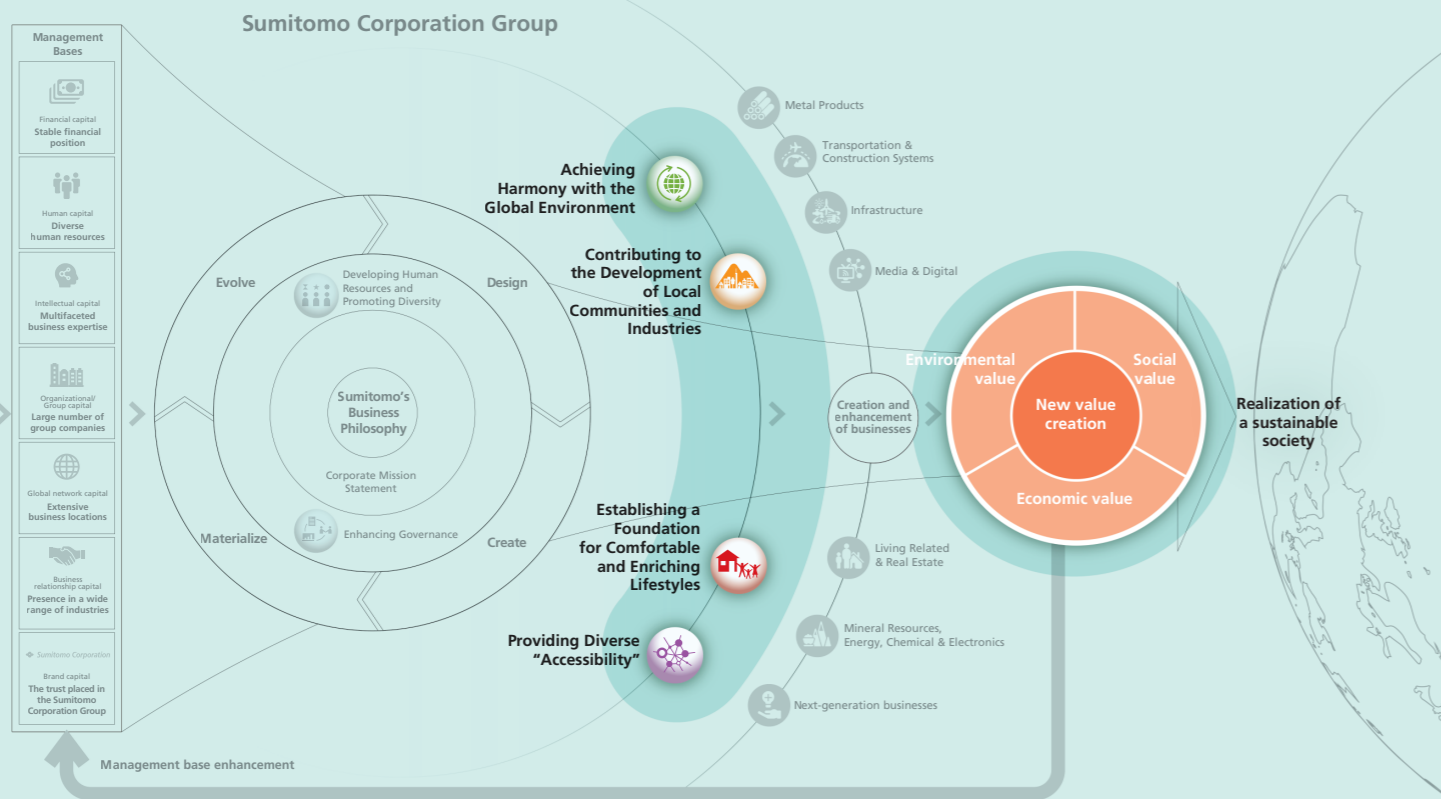 Sumitomo Corporation Group
Management
Bases
Financial capital
Stable financial
position
Human capital
Diverse
human resources
Intellectual capital
Multifaceted
business expertise
Organizational/
Group capital
Large number of
group companies
Global network capital
Extensive
business locations
Business
relationship capital
Presence in a wide
range of industries
Sumitomo Corporation
Brand capital
The trust placed in
the Sumitomo
Corporation Group
Management base enhancement
Evolve
Design
Materialize
Create
Developing Human
Resources and
Promoting Diversity
Sumitomo’s
Business
Philosophy
Corporate Mission
Statement
Enhancing Governance
Achieving
Harmony with the
Global Environment
Contributing to
the Development
of Local
Communities and
Industries
Establishing a
Foundation
for Comfortable
and Enriching
Lifestyles
Providing Diverse
“Accessibility”
Metal Products
Transportation &
Construction Systems
Infrastructure
Media & Digital
Creation and
enhancement
of businesses
Living Related
& Real Estate
Mineral Resources,
Energy, Chemical & Electronics
Next-generation businesses
Environmental
value
Social
value
New value
creation
Economic value
Realization of
a sustainable
society